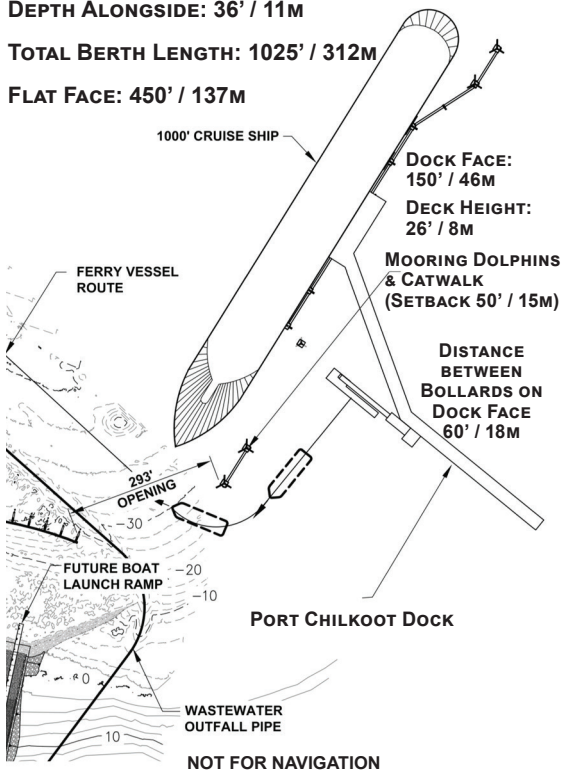 DEPTH ALONGSIDE: 36' / 11M
TOTAL BERTH LENGTH: 1025' / 312M
FLAT FACE: 450' / 137M
1000' CRUISE SHIP
DOCK FACE:
150' / 46M
DECK HEIGHT:
26' / 8M
MOORING DOLPHINS
& CATWALK
(SETBACK 50' / 15M)
FERRY VESSEL
ROUTE
DISTANCE
BETWEEN
BOLLARDS ON
DOCK FACE
60' / 18M
293'
OPENING
-30
FUTURE BOAT
LAUNCH RAMP
-20
-10
PORT CHILKOOT DOCK
0
WASTEWATER
OUTFALL PIPE
10
NOT FOR NAVIGATION